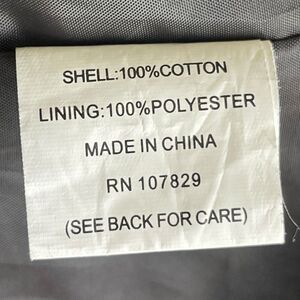 SHELL:100%COTTON
LINING:100%POLYESTER
MADE IN CHINA
RN 107829
(SEE BACK FOR CARE)